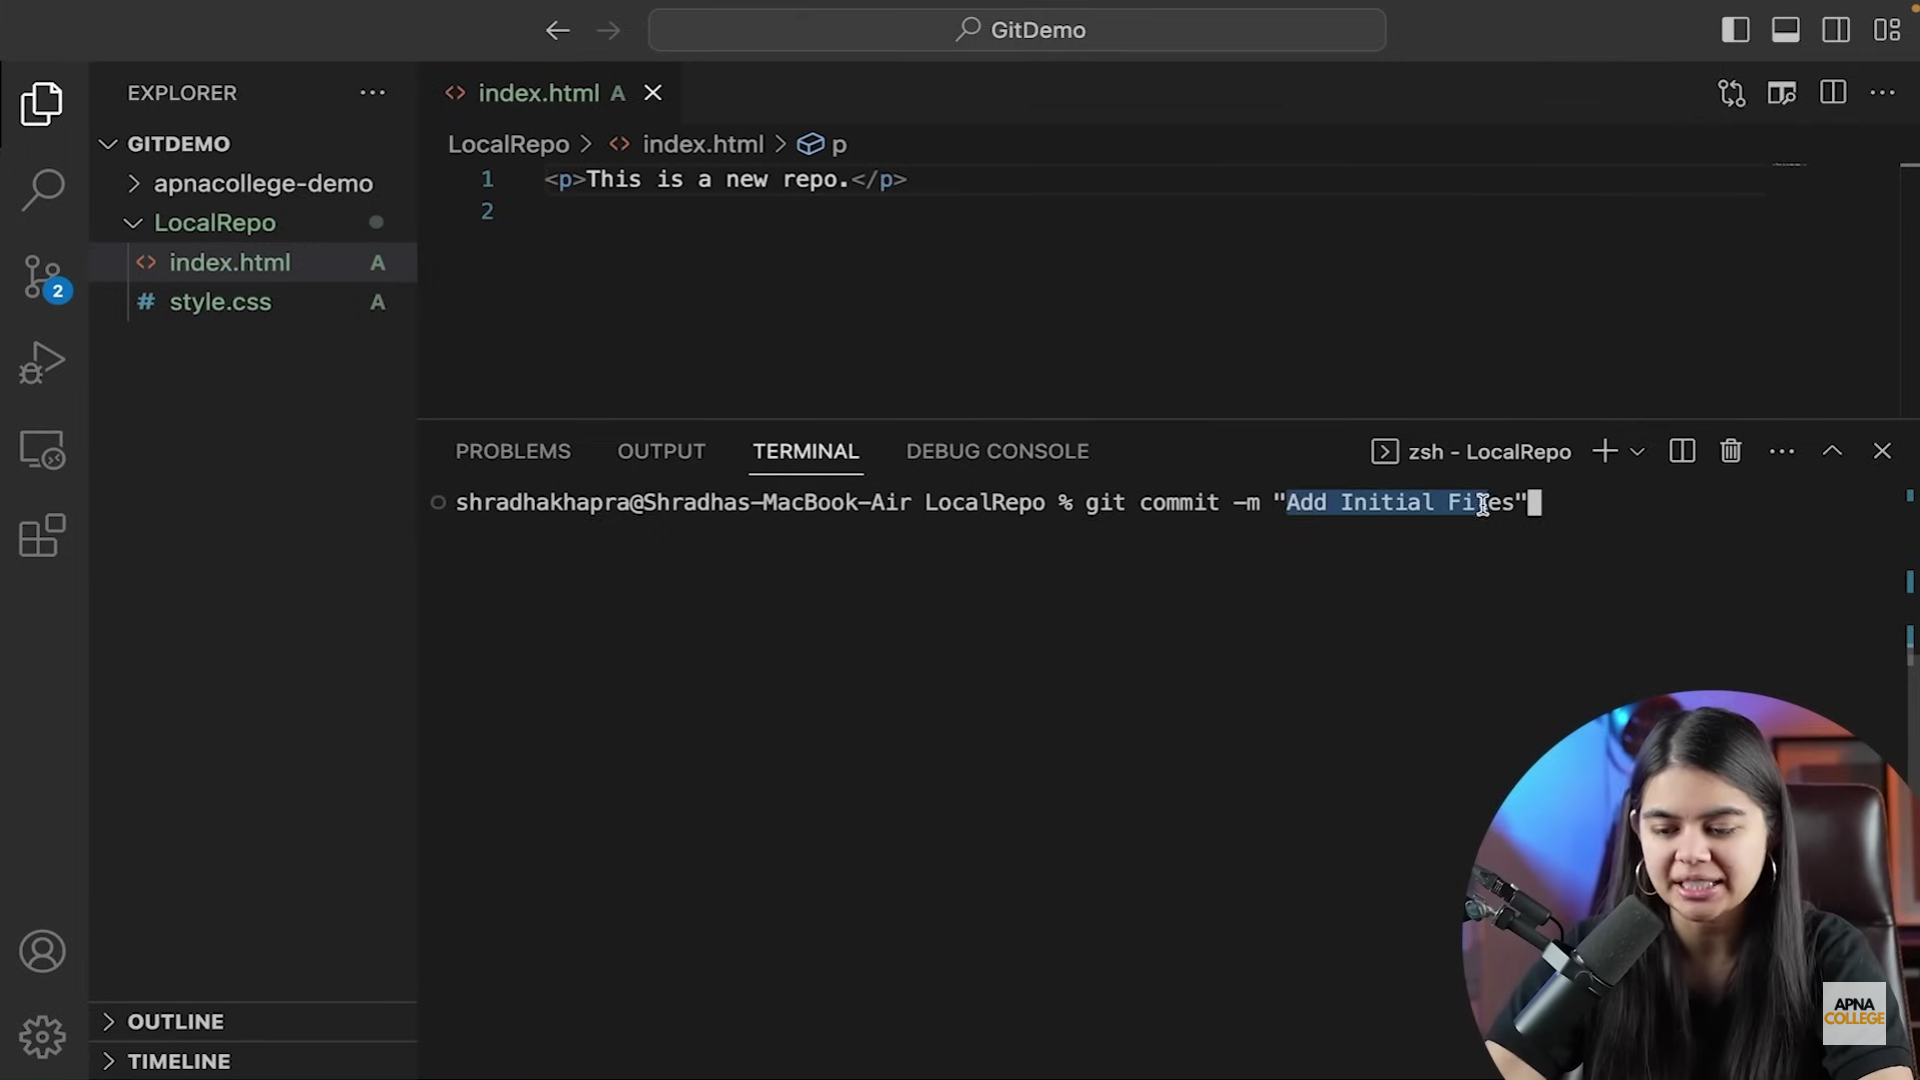 GitDemo
EXPLORER
GITDEMO
apnacollege-demo
LocalRepo
index.html A
style.css A
OUTLINE
TIMELINE
index.html A
LocalRepo > index.html > p
1 <p>This is a new repo.</p>
2
PROBLEMS OUTPUT TERMINAL DEBUG CONSOLE
zsh - LocalRepo
shradhakhapra@Shradhas-MacBook-Air LocalRepo % git commit -m "Add Initial Files"
2
APNA
COLLEGE